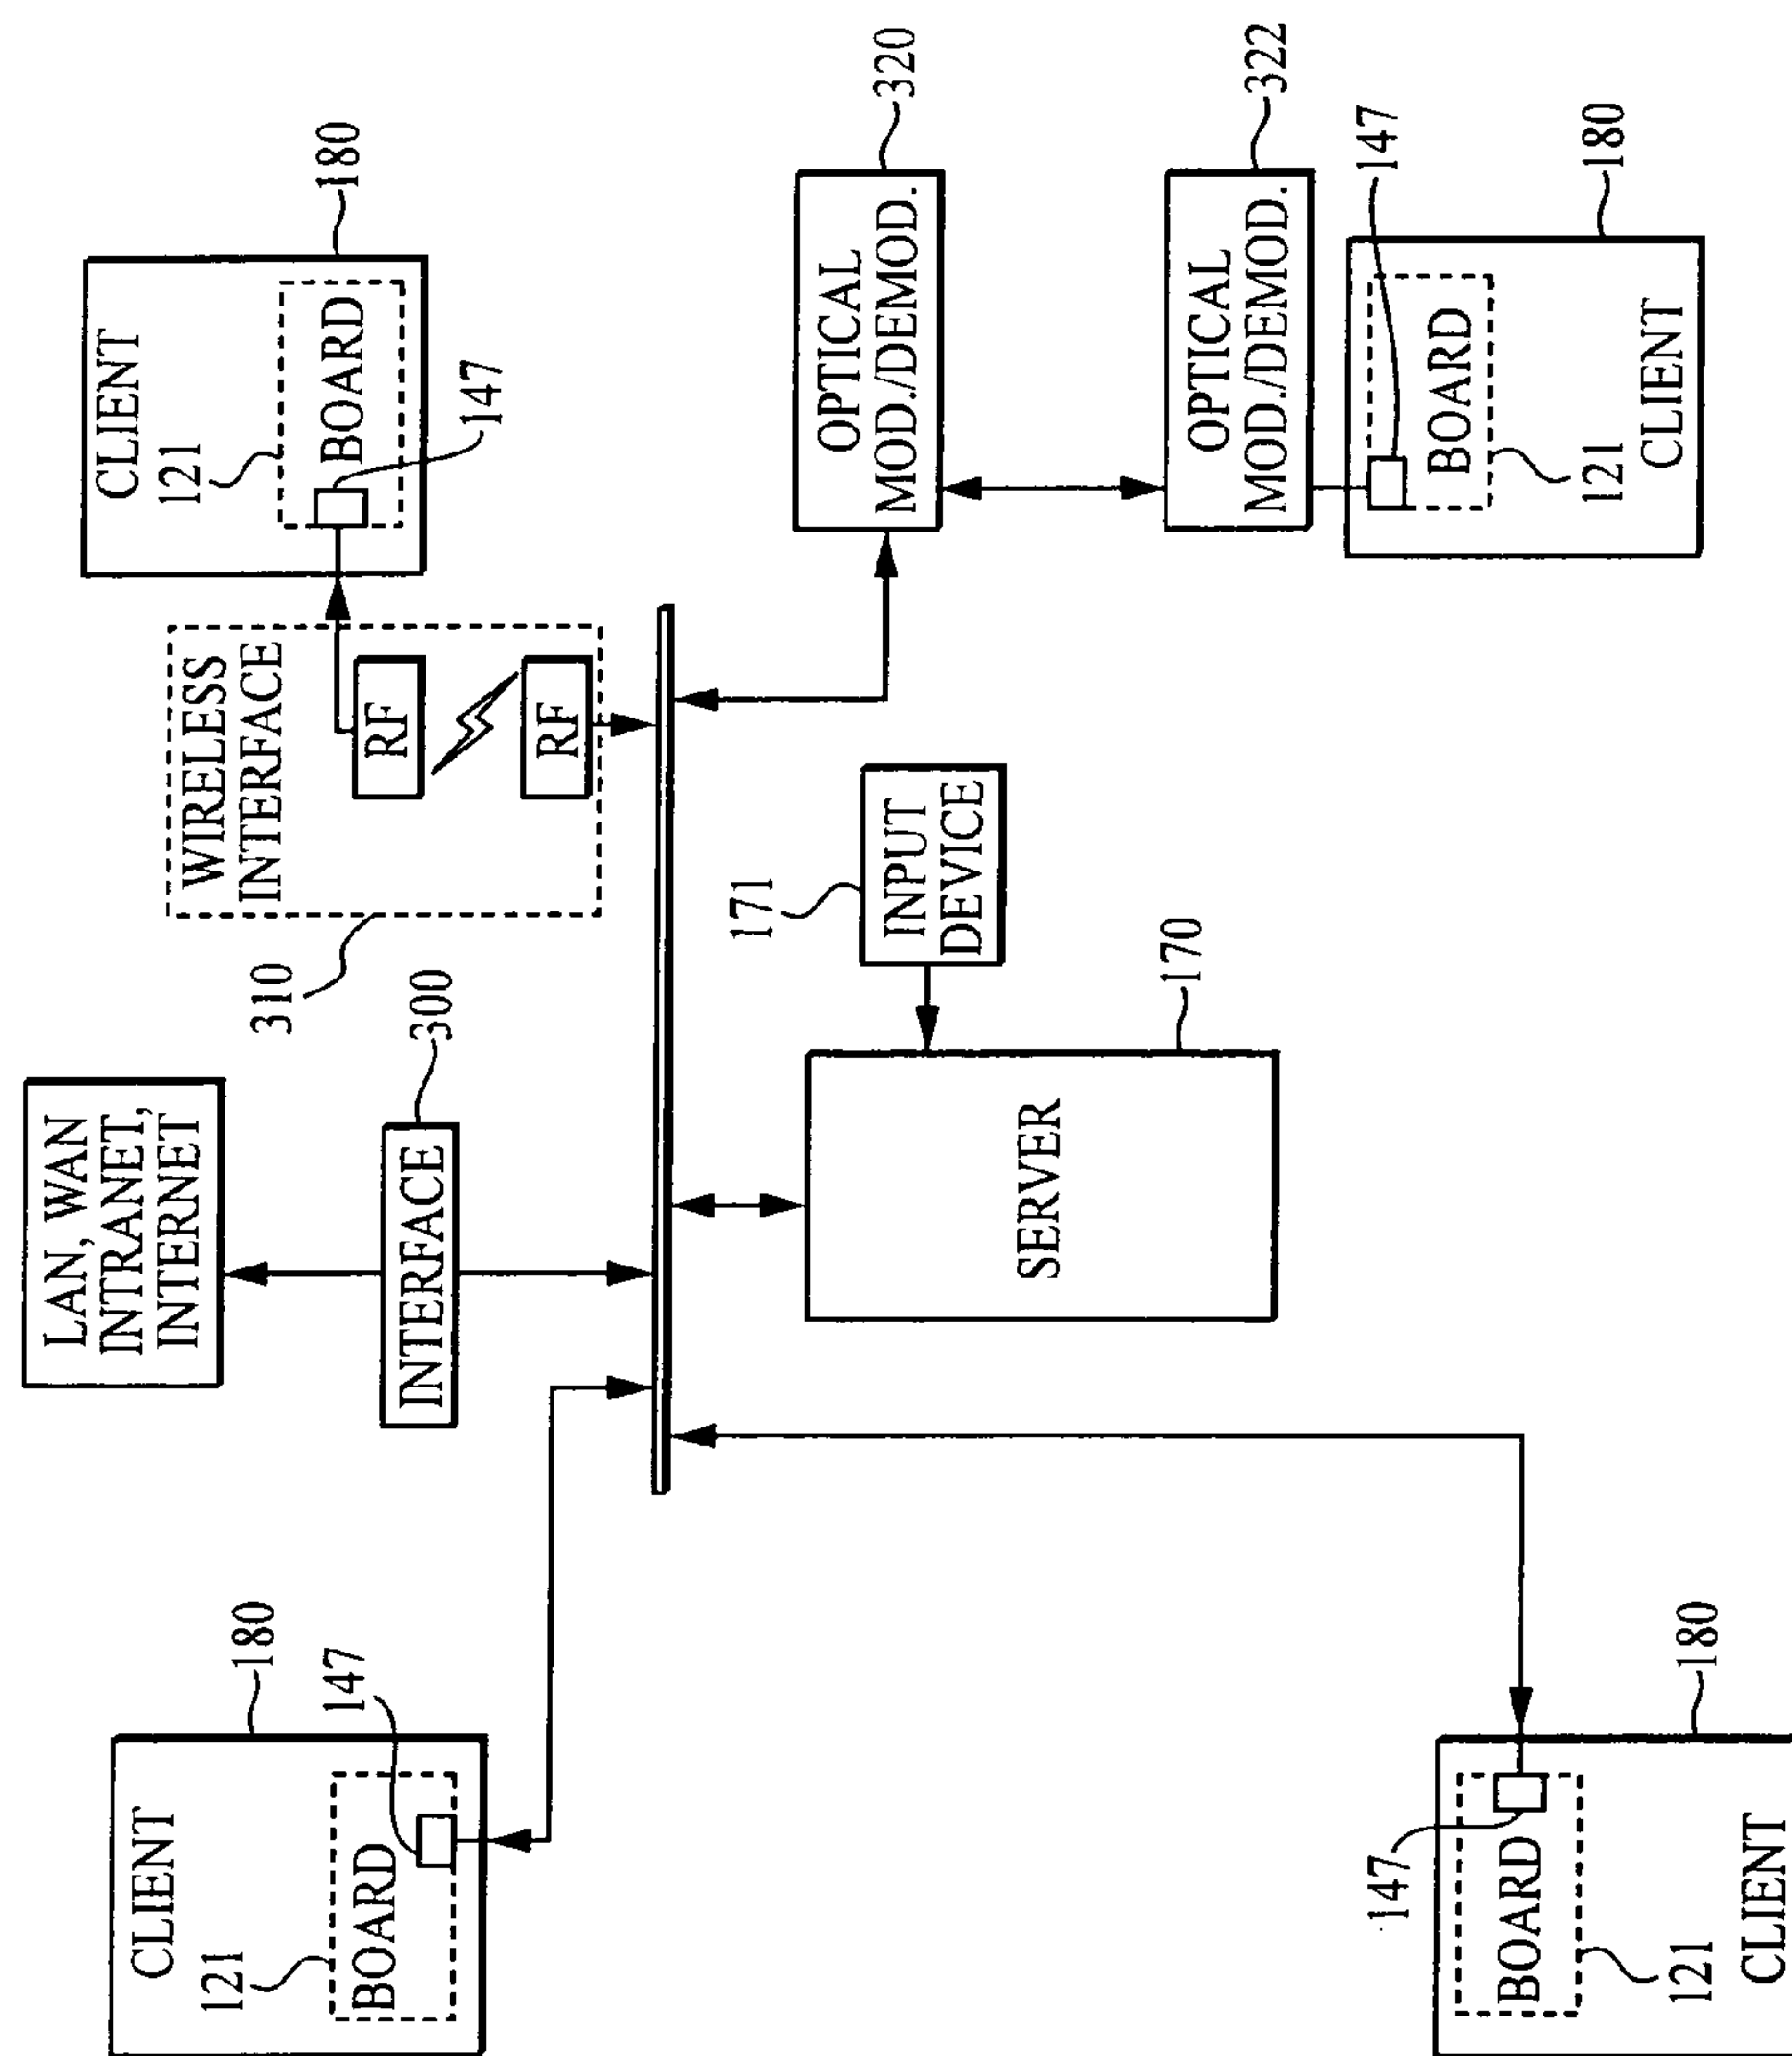 CLIENT
180
121
BOARD
147
LAN, WAN
INTRANET,
INTERNET
INTERFACE
300
310
WIRELESS
INTERFACE
RF
RF
CLIENT
180
121
BOARD
147
SERVER
170
171
INPUT
DEVICE
OPTICAL
MOD./DEMOD.
320
OPTICAL
MOD./DEMOD.
322
147
BOARD
121
CLIENT
180
147
BOARD
121
CLIENT
180